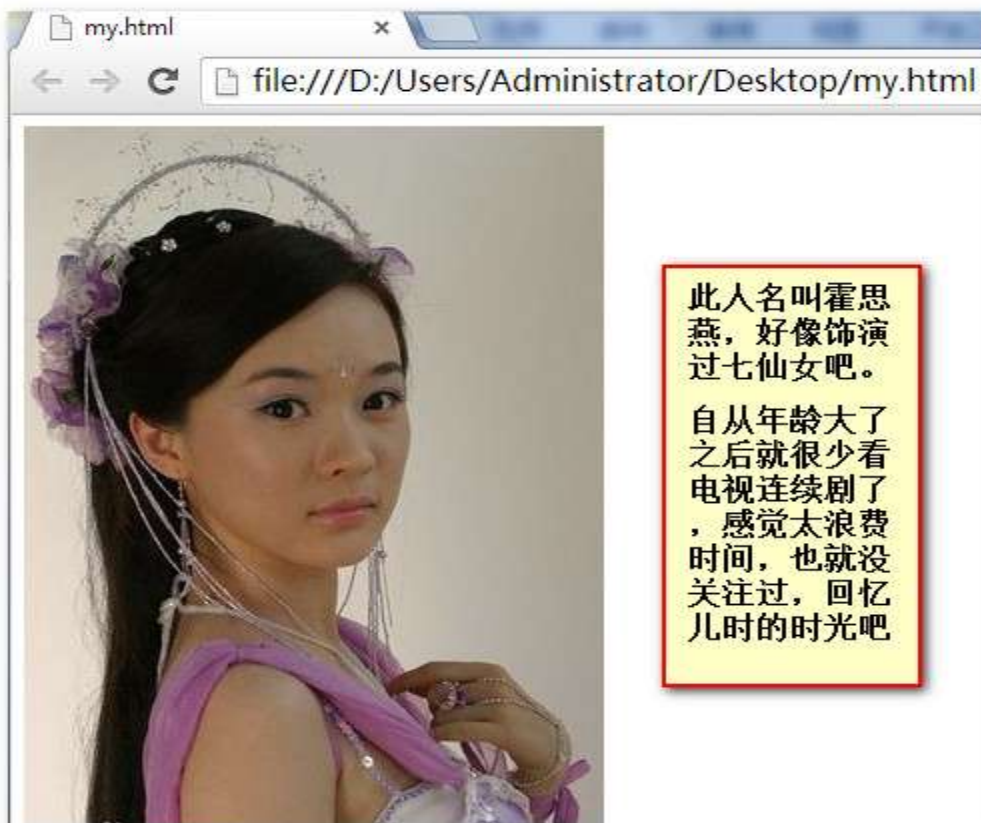 my.html
file:///D:/Users/Administrator/Desktop/my.html
此人名叫霍思
燕，好像饰演
过七仙女吧。
自从年龄大了
之后就很少看
电视连续剧了
，感觉太浪费
时间，也就没
关注过，回忆
儿时的时光吧